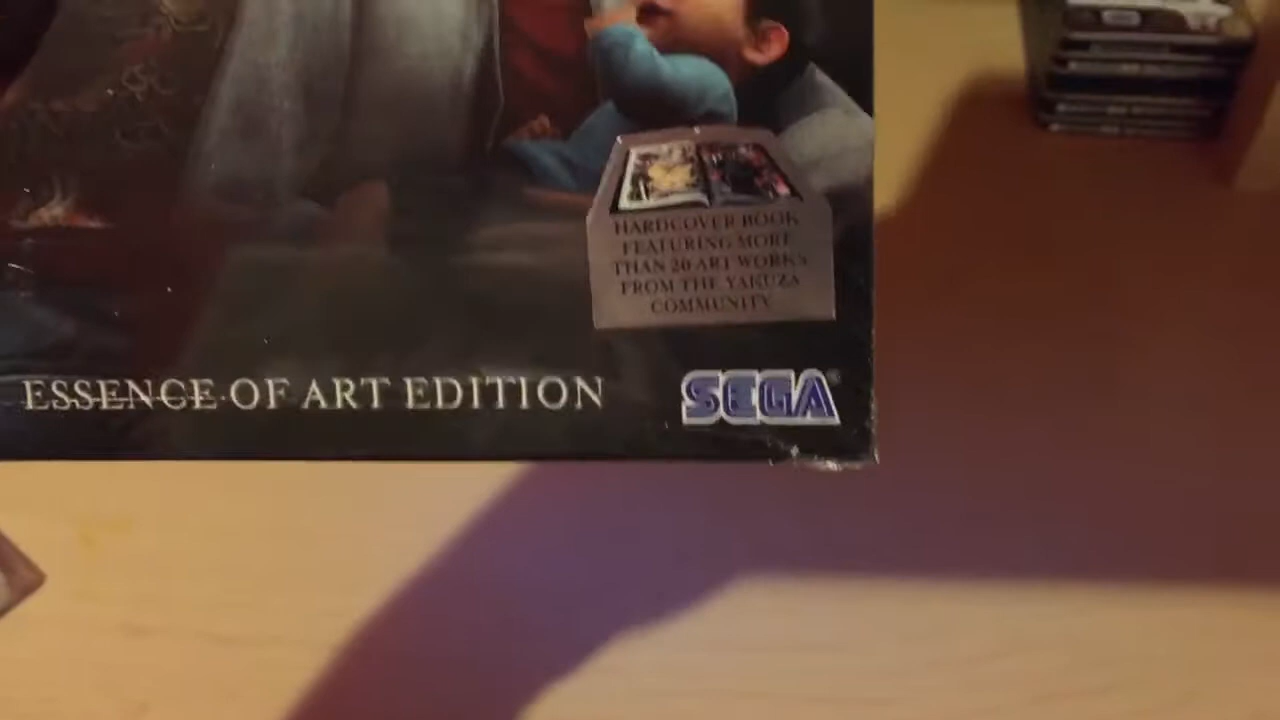 HARDCOVER BOOK
FEATURING MORE
THAN 20 ART WORKS
FROM THE YAKUZA
COMMUNITY
ESSENCE OF ART EDITION
SEGA